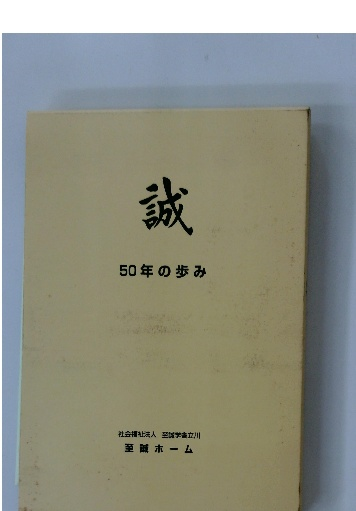 誠
50年の歩み
社会福祉法人 至誠学舎立川
至誠ホーム